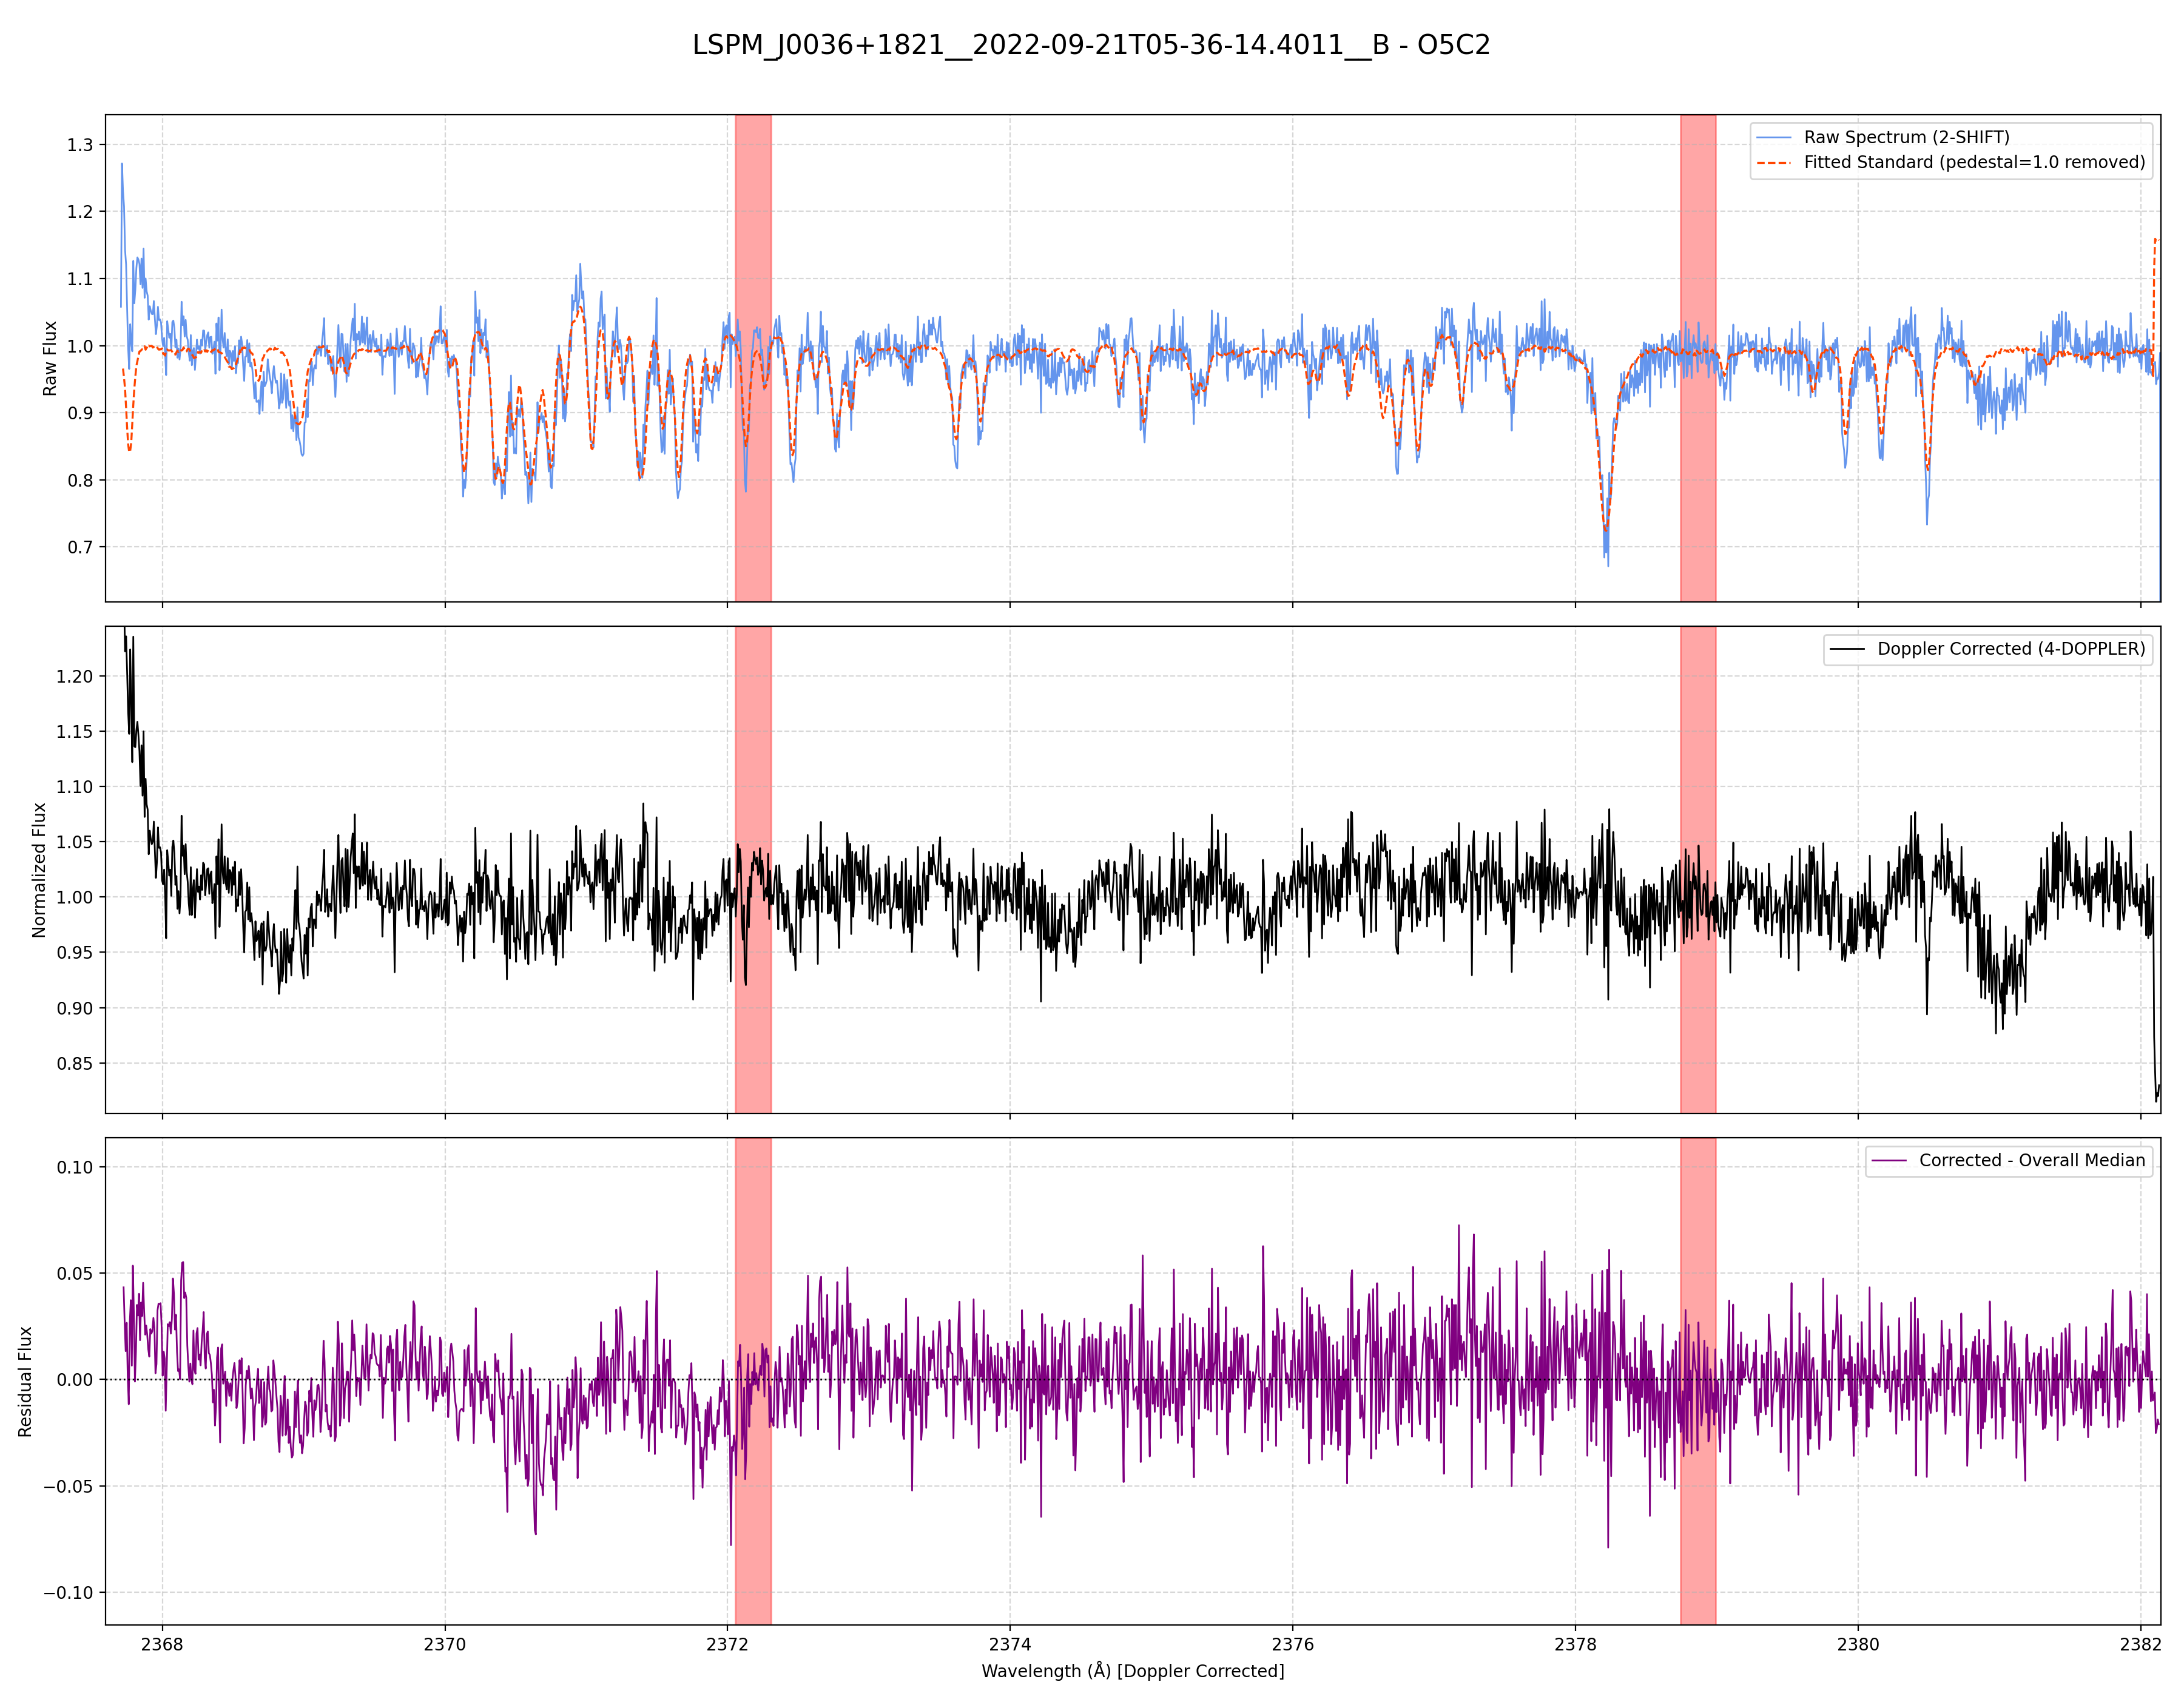 LSPM_J0036+1821__2022-09-21T05-36-14.4011__B - O5C2
Raw Flux
1.3
1.2
1.1
1.0
0.9
0.8
0.7
Raw Spectrum (2-SHIFT)
Fitted Standard (pedestal=1.0 removed)
Normalized Flux
1.20
1.15
1.10
1.05
1.00
0.95
0.90
0.85
Doppler Corrected (4-DOPPLER)
Residual Flux
0.10
0.05
0.00
−0.05
−0.10
Corrected - Overall Median
2368 2370 2372 2374 2376 2378 2380 2382
Wavelength (Å) [Doppler Corrected]